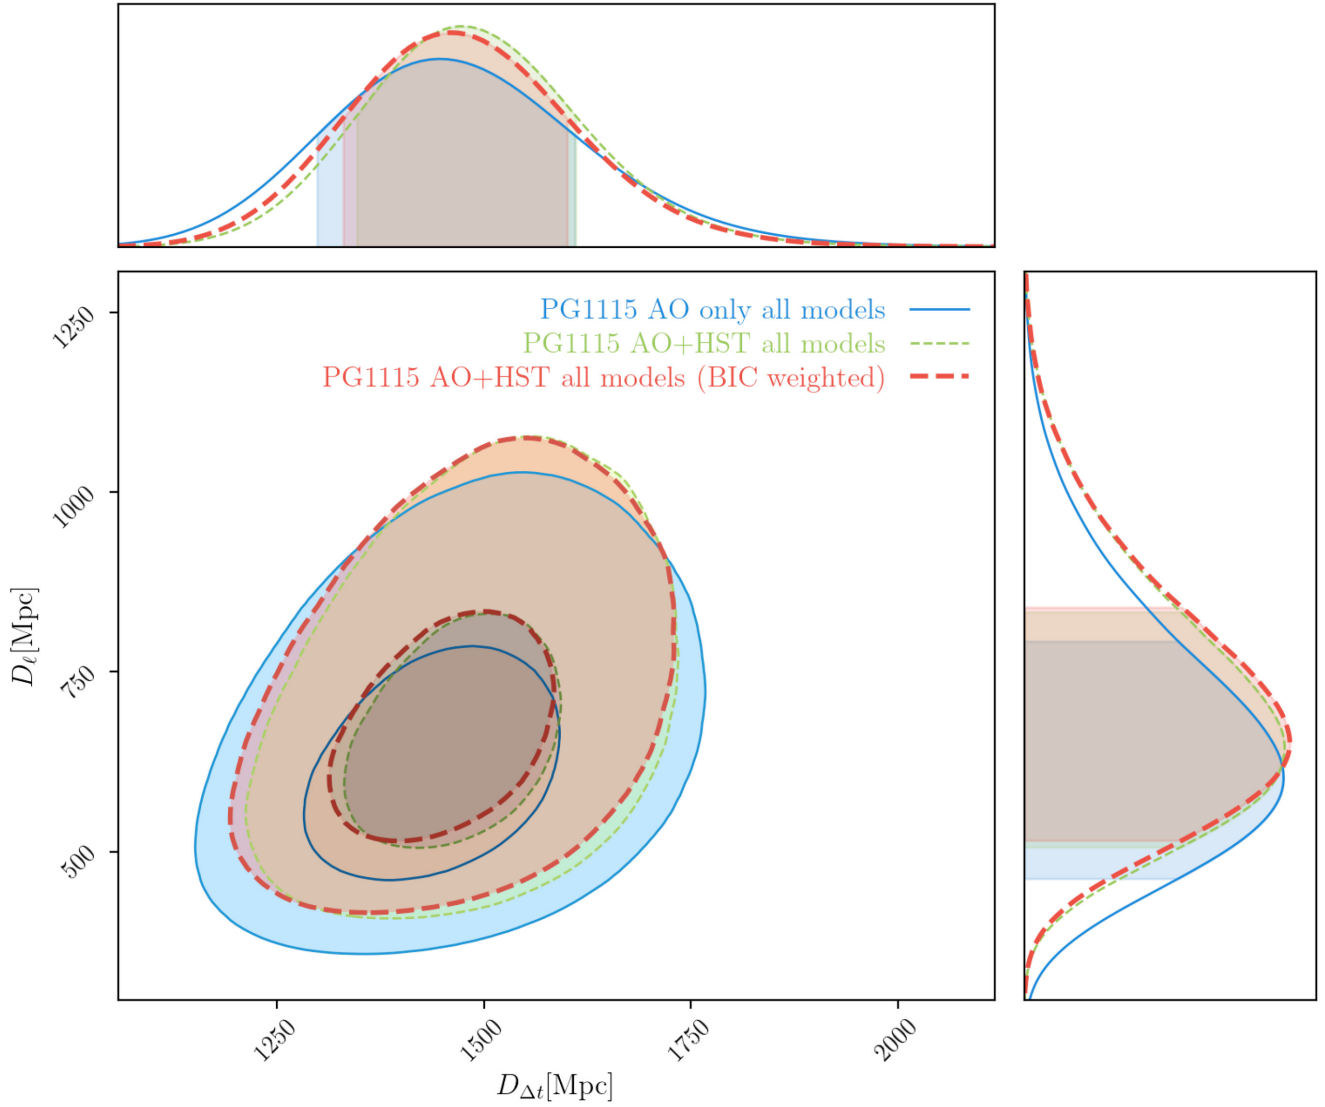 PG1115 AO only all models
PG1115 AO+HST all models
PG1115 AO+HST all models (BIC weighted)
1250
1000
750
500
D_ℓ[Mpc]
1250
1500
1750
2000
D_Δt[Mpc]